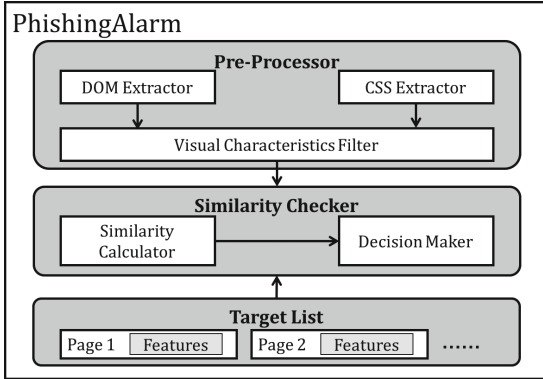 PhishingAlarm
Pre-Processor
DOM Extractor
CSS Extractor
Visual Characteristics Filter
Similarity Checker
Similarity
Calculator
Decision Maker
Target List
Page 1 Features Page 2 Features ......